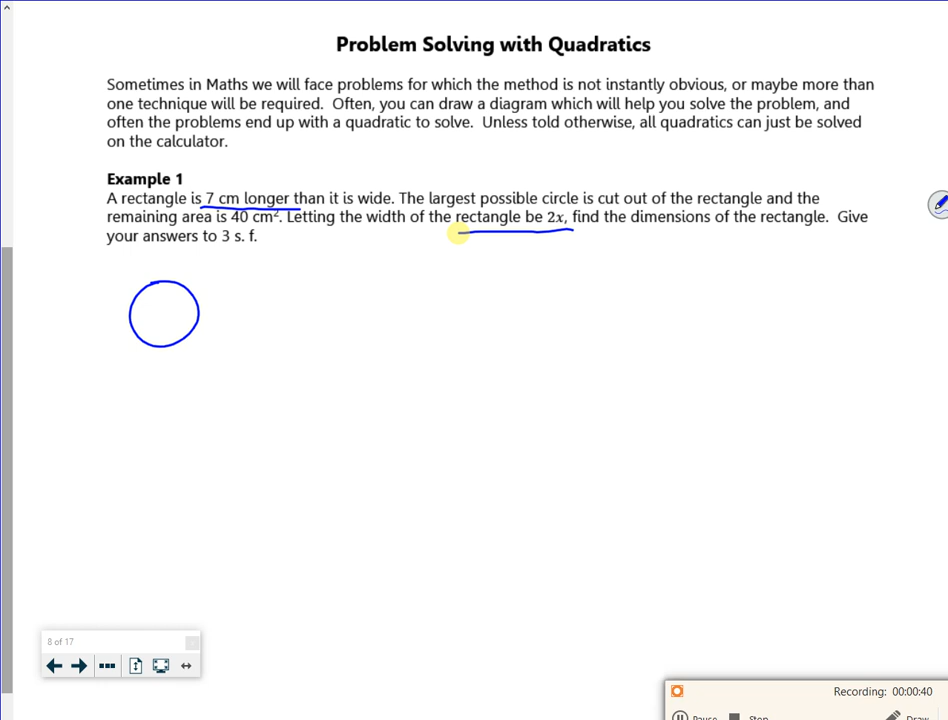 Problem Solving with Quadratics
Sometimes in Maths we will face problems for which the method is not instantly obvious, or maybe more than
one technique will be required. Often, you can draw a diagram which will help you solve the problem, and
often the problems end up with a quadratic to solve. Unless told otherwise, all quadratics can just be solved
on the calculator.
Example 1
A rectangle is 7 cm longer than it is wide. The largest possible circle is cut out of the rectangle and the
remaining area is 40 cm². Letting the width of the rectangle be 2x, find the dimensions of the rectangle. Give
your answers to 3 s. f.
8 of 17
Recording: 00:00:40
Pause Stop Draw